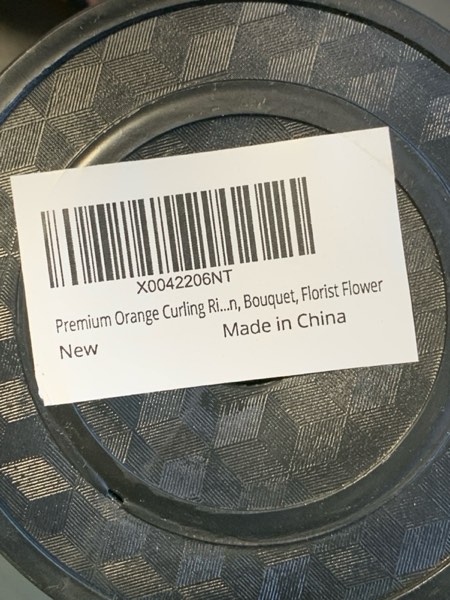 X0042206NT
Premium Orange Curling Ri...n, Bouquet, Florist Flower
New
Made in China